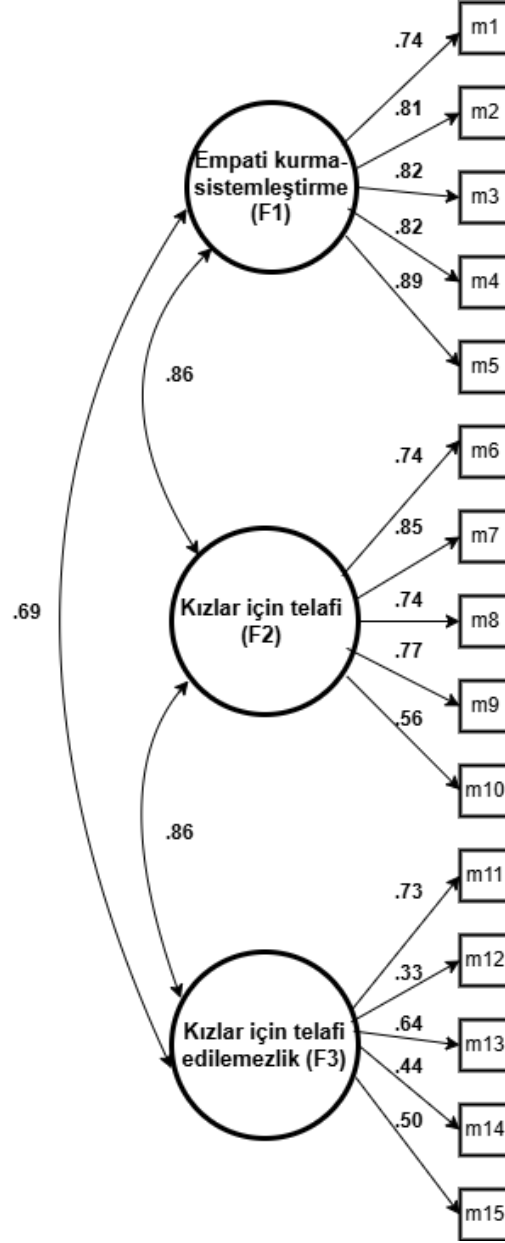 m1
.74
m2
.81
Empati kurma-
sistemleştirme
(F1)
m3
.82
m4
.82
m5
.89
.86
m6
.74
m7
.85
Kızlar için telafi
(F2)
m8
.74
.69
m9
.77
m10
.56
.86
m11
.73
m12
.33
Kızlar için telafi
edilemezlik (F3)
m13
.64
m14
.44
m15
.50